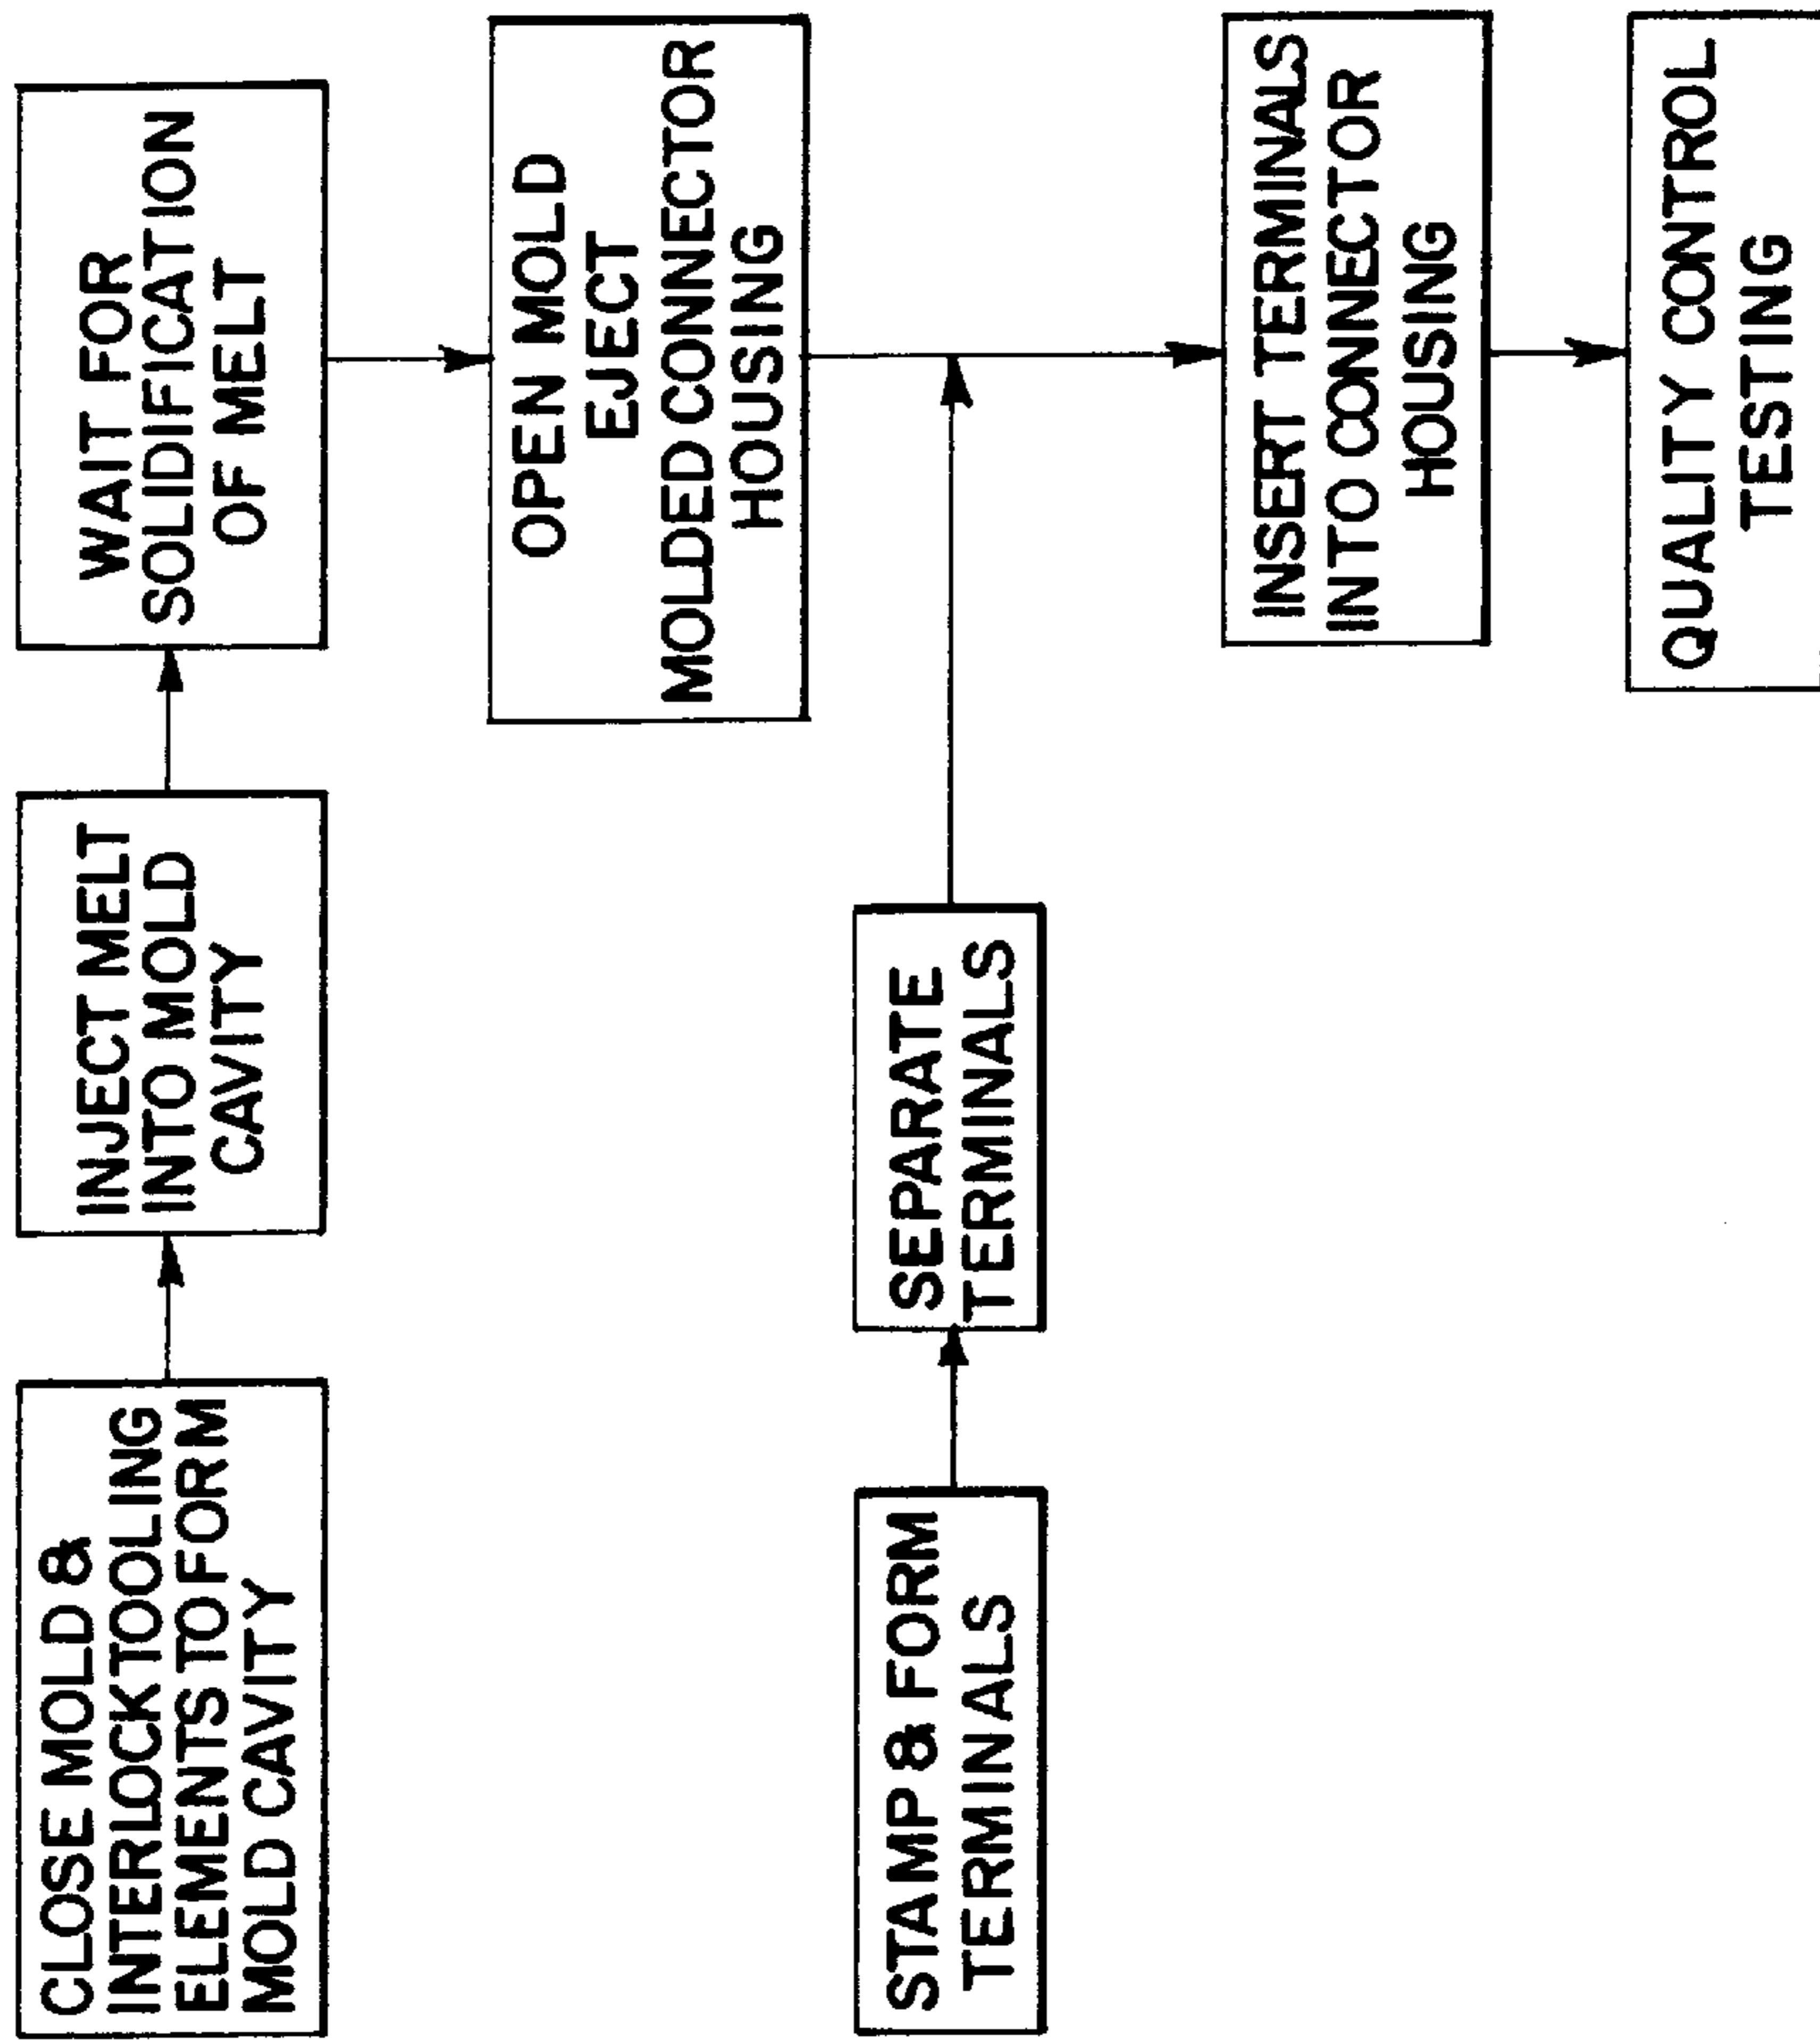 CLOSE MOLD &
INTERLOCK TOOLING
ELEMENTS TO FORM
MOLD CAVITY
INJECT MELT
INTO MOLD
CAVITY
WAIT FOR
SOLIDIFICATION
OF MELT
OPEN MOLD
EJECT
MOLDED CONNECTOR
HOUSING
STAMP & FORM
TERMINALS
SEPARATE
TERMINALS
INSERT TERMINALS
INTO CONNECTOR
HOUSING
QUALITY CONTROL
TESTING